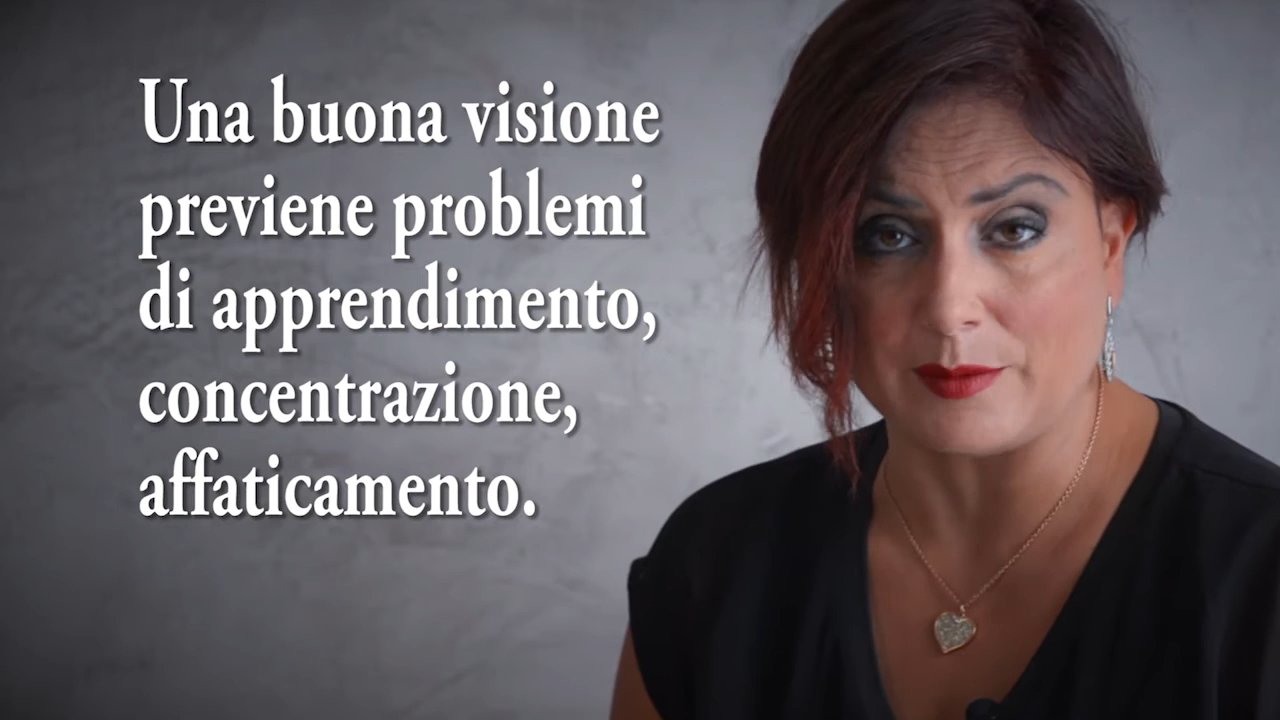 Una buona visione
previene problemi
di apprendimento,
concentrazione,
affaticamento.